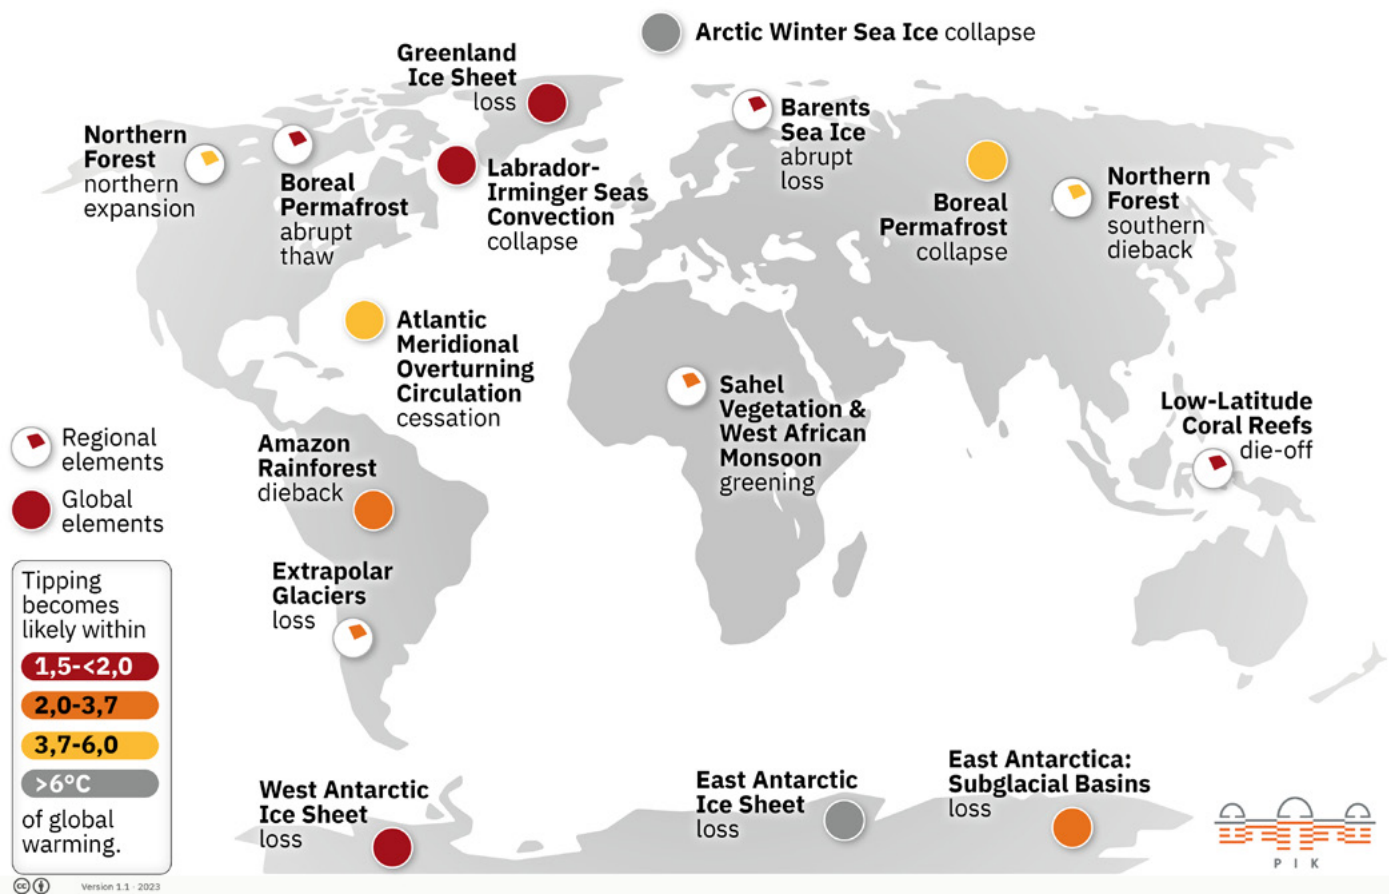 Arctic Winter Sea Ice collapse
Greenland
Ice Sheet
loss
Barents
Sea Ice
abrupt
loss
Northern
Forest
northern
expansion
Boreal
Permafrost
abrupt
thaw
Labrador-
Irminger Seas
Convection
collapse
Boreal
Permafrost
collapse
Northern
Forest
southern
dieback
Atlantic
Meridional
Overturning
Circulation
cessation
Sahel
Vegetation &
West African
Monsoon
greening
Low-Latitude
Coral Reefs
die-off
Regional
elements
Global
elements
Amazon
Rainforest
dieback
Extrapolar
Glaciers
loss
Tipping
becomes
likely within
1,5-<2,0
2,0-3,7
3,7-6,0
>6°C
of global
warming.
West Antarctic
Ice Sheet
loss
East Antarctic
Ice Sheet
loss
East Antarctica:
Subglacial Basins
loss
P I K
cc
Version 1.1 - 2023